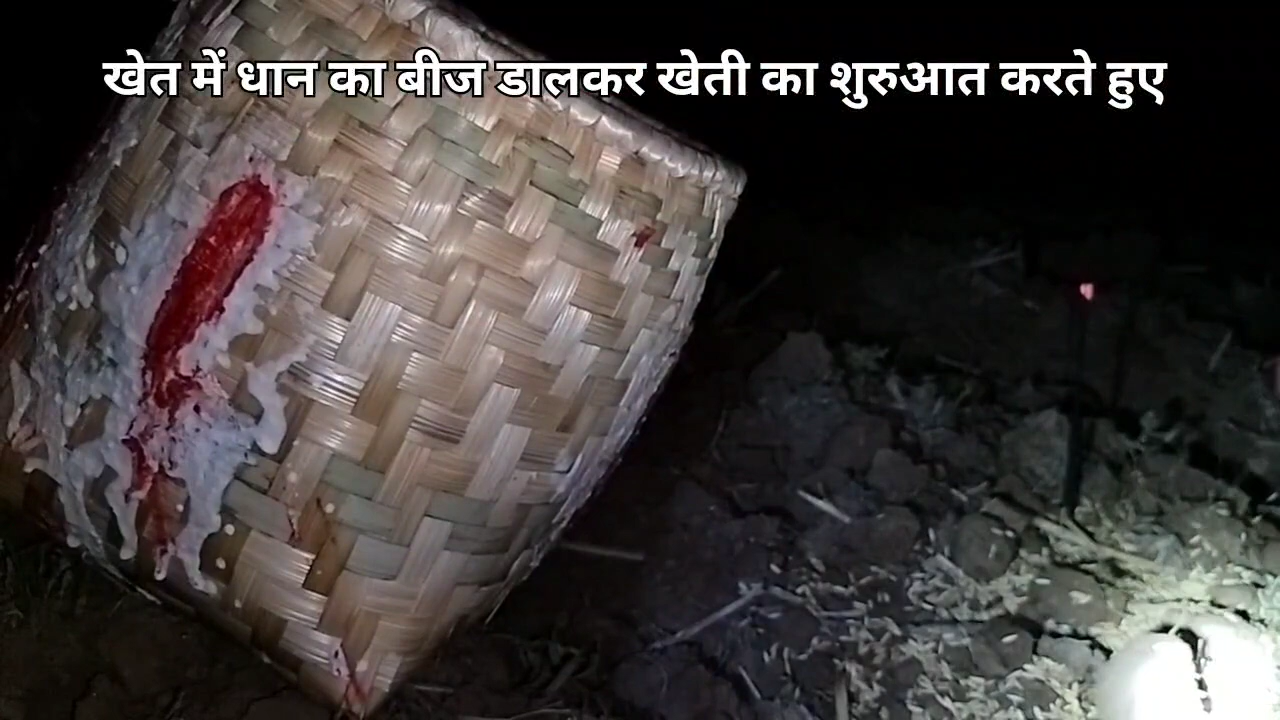 खेत में धान का बीज डालकर खेती का शुरुआत करते हुए